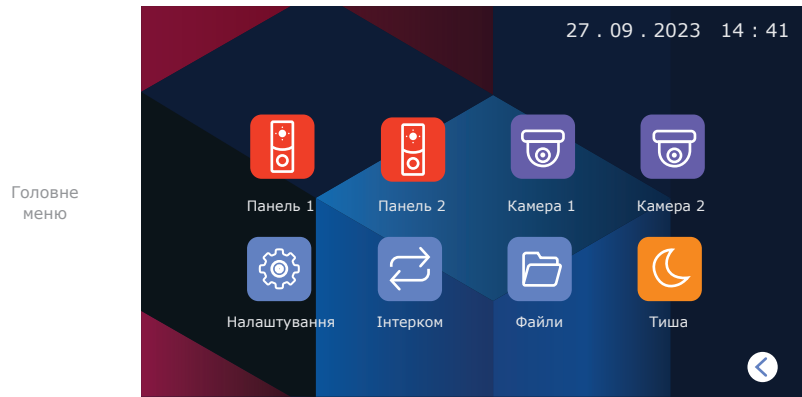 27 . 09 . 2023 14 : 41
Головне
меню
Панель 1
Панель 2
Камера 1
Камера 2
Налаштування
Інтерком
Файли
Тиша